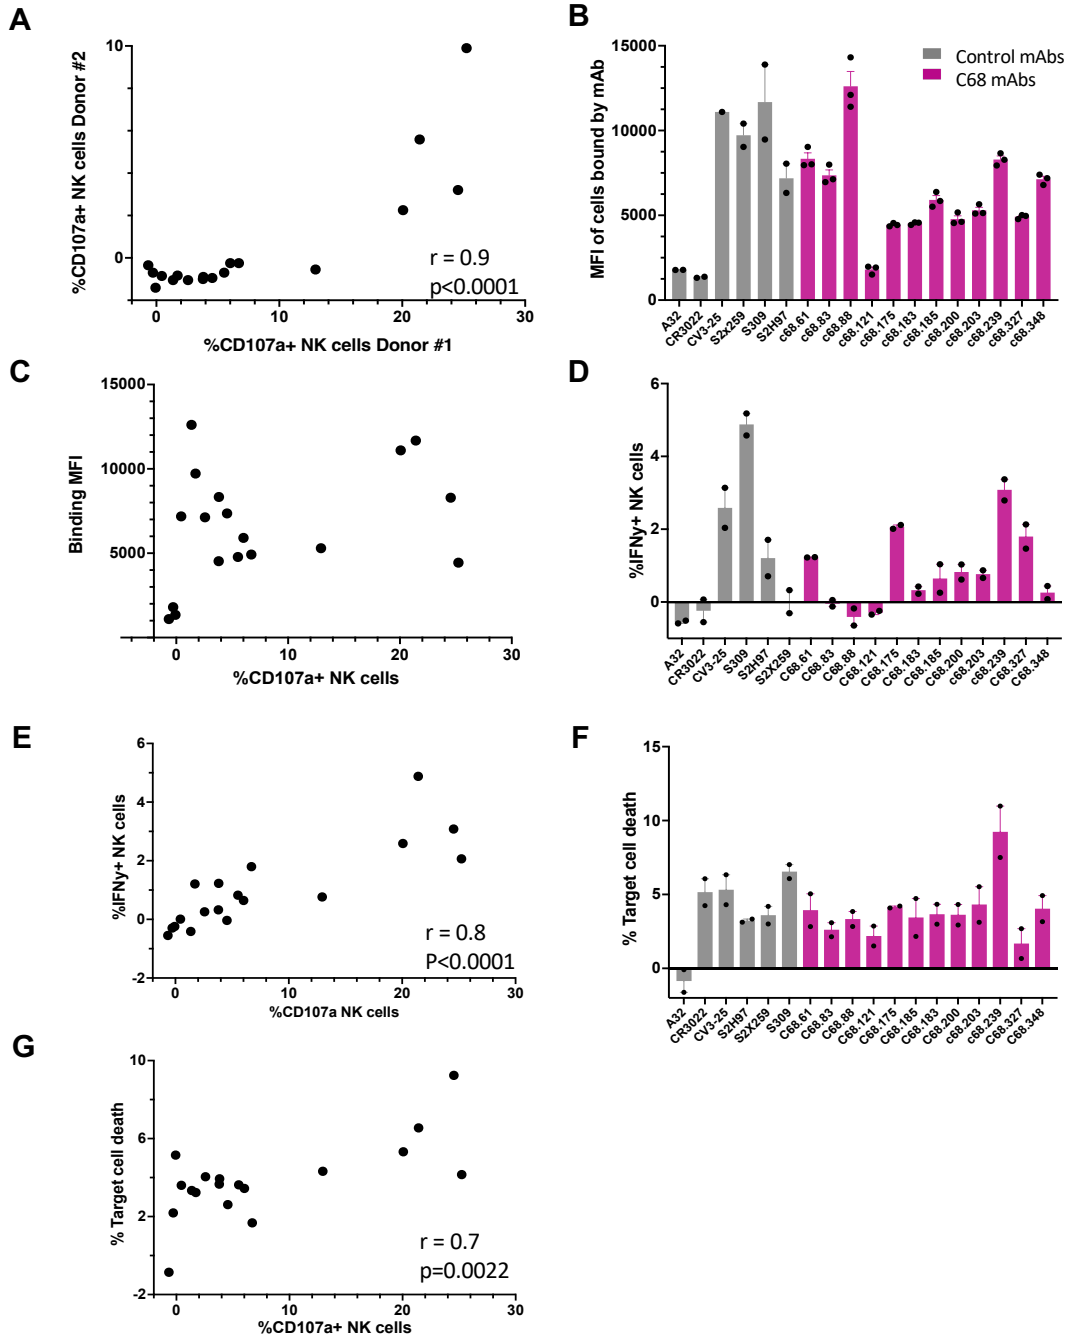 A
%CD107a+ NK cells Donor #2
10
0
0
10
20
30
r = 0.9
p<0.0001
%CD107a+ NK cells Donor #1
B
MFI of cells bound by mAb
15000
10000
5000
0
Control mAbs
C68 mAbs
A32
CR3022
CV3-25
S2x259
S309
S2H97
c68.61
c68.83
c68.88
c68.121
c68.175
c68.183
c68.185
c68.200
c68.203
c68.239
c68.327
c68.348
C
Binding MFI
15000
10000
5000
0
10
20
30
%CD107a+ NK cells
D
%IFNy+ NK cells
6
4
2
0
A32
CR3022
CV3-25
S309
S2H97
S2X259
C68.61
C68.83
C68.88
C68.121
C68.175
C68.183
C68.185
C68.200
C68.203
c68.239
C68.327
C68.348
E
%IFNy+ NK cells
6
4
2
0
-2
0
10
20
30
r = 0.8
P<0.0001
%CD107a NK cells
F
% Target cell death
15
10
5
0
A32
CR3022
CV3-25
S2H97
S2X259
S309
C68.61
C68.83
C68.88
C68.121
C68.175
C68.185
C68.183
C68.200
C68.203
c68.239
C68.327
C68.348
G
% Target cell death
10
6
2
-2
0
10
20
30
r = 0.7
p=0.0022
%CD107a+ NK cells